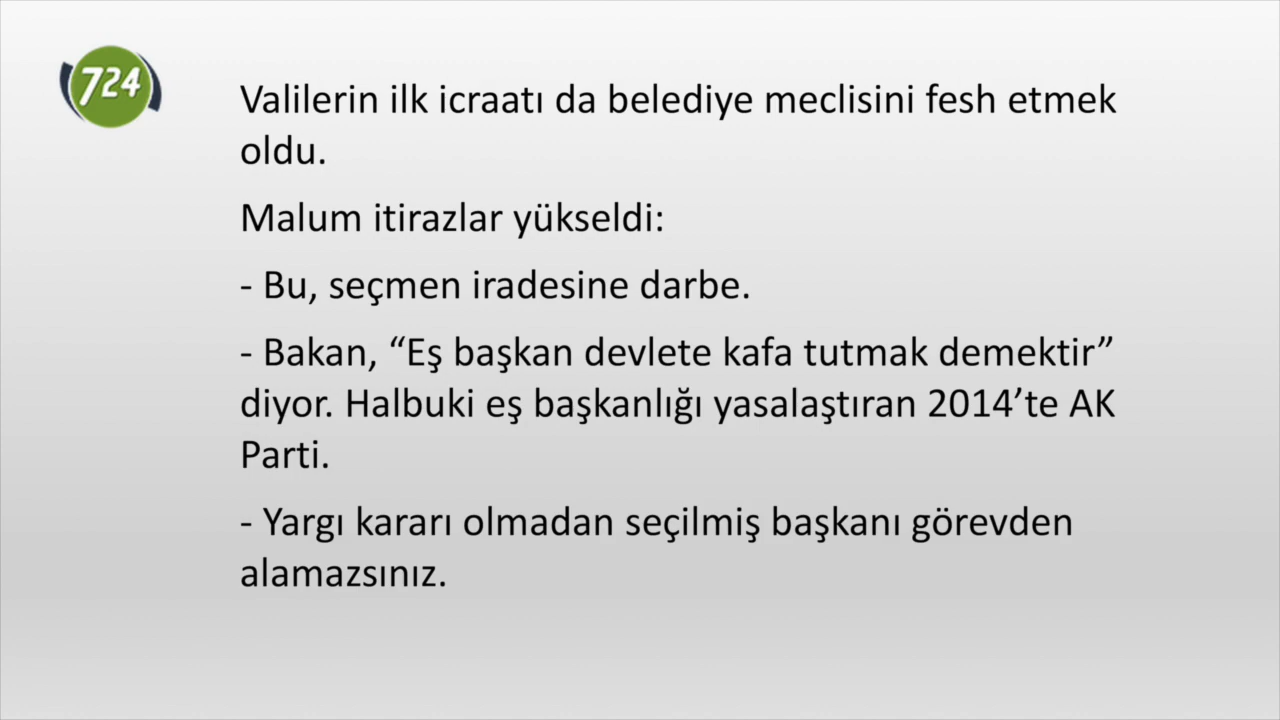 724
Valilerin ilk icraatı da belediye meclisini fesh etmek
oldu.
Malum itirazlar yükseldi:
- Bu, seçmen iradesine darbe.
- Bakan, “Eş başkan devlete kafa tutmak demektir”
diyor. Halbuki eş başkanlığı yasalaştıran 2014’te AK
Parti.
- Yargı kararı olmadan seçilmiş başkanı görevden
alamazsınız.